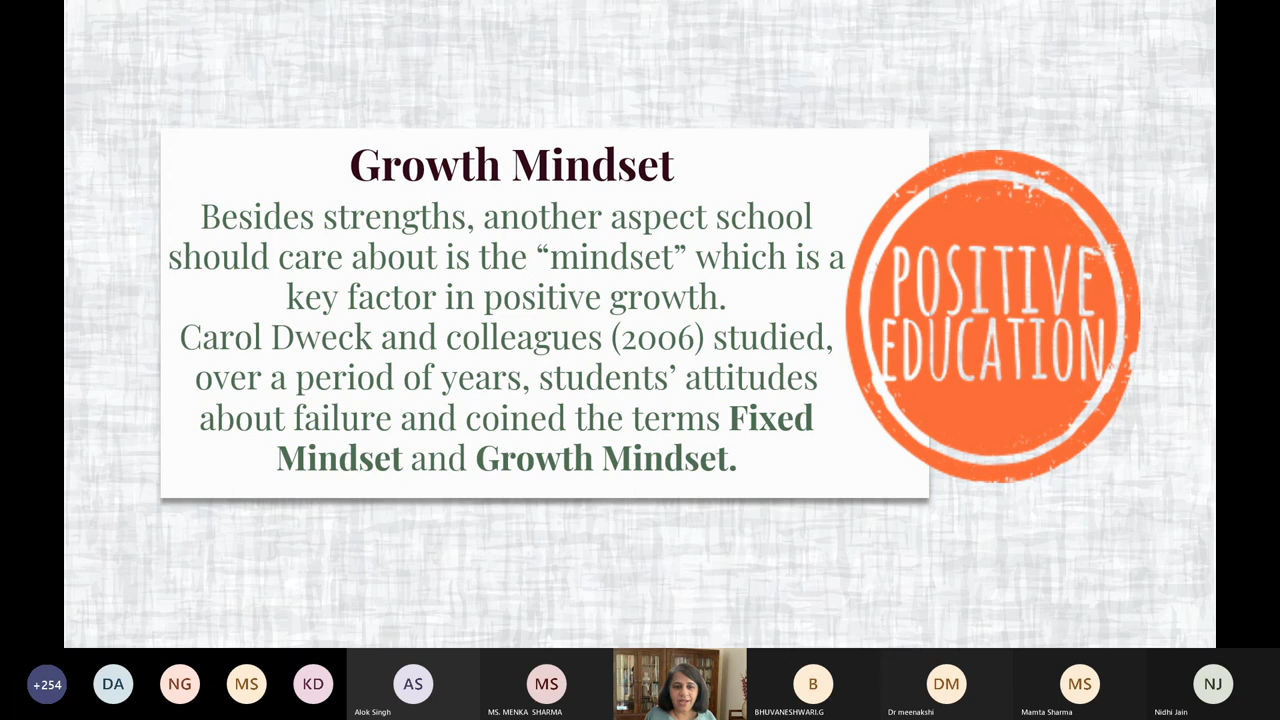 Growth Mindset
Besides strengths, another aspect school
should care about is the “mindset” which is a
key factor in positive growth.
Carol Dweck and colleagues (2006) studied,
over a period of years, students’ attitudes
about failure and coined the terms Fixed
Mindset and Growth Mindset.
POSITIVE
EDUCATION
+254
DA
NG
MS
KD
AS
Alok Singh
MS
MS. MENKA SHARMA
B
BHUVANESHWARI.G
DM
Dr meenakshi
MS
Mamta Sharma
NJ
Nidhi Jain